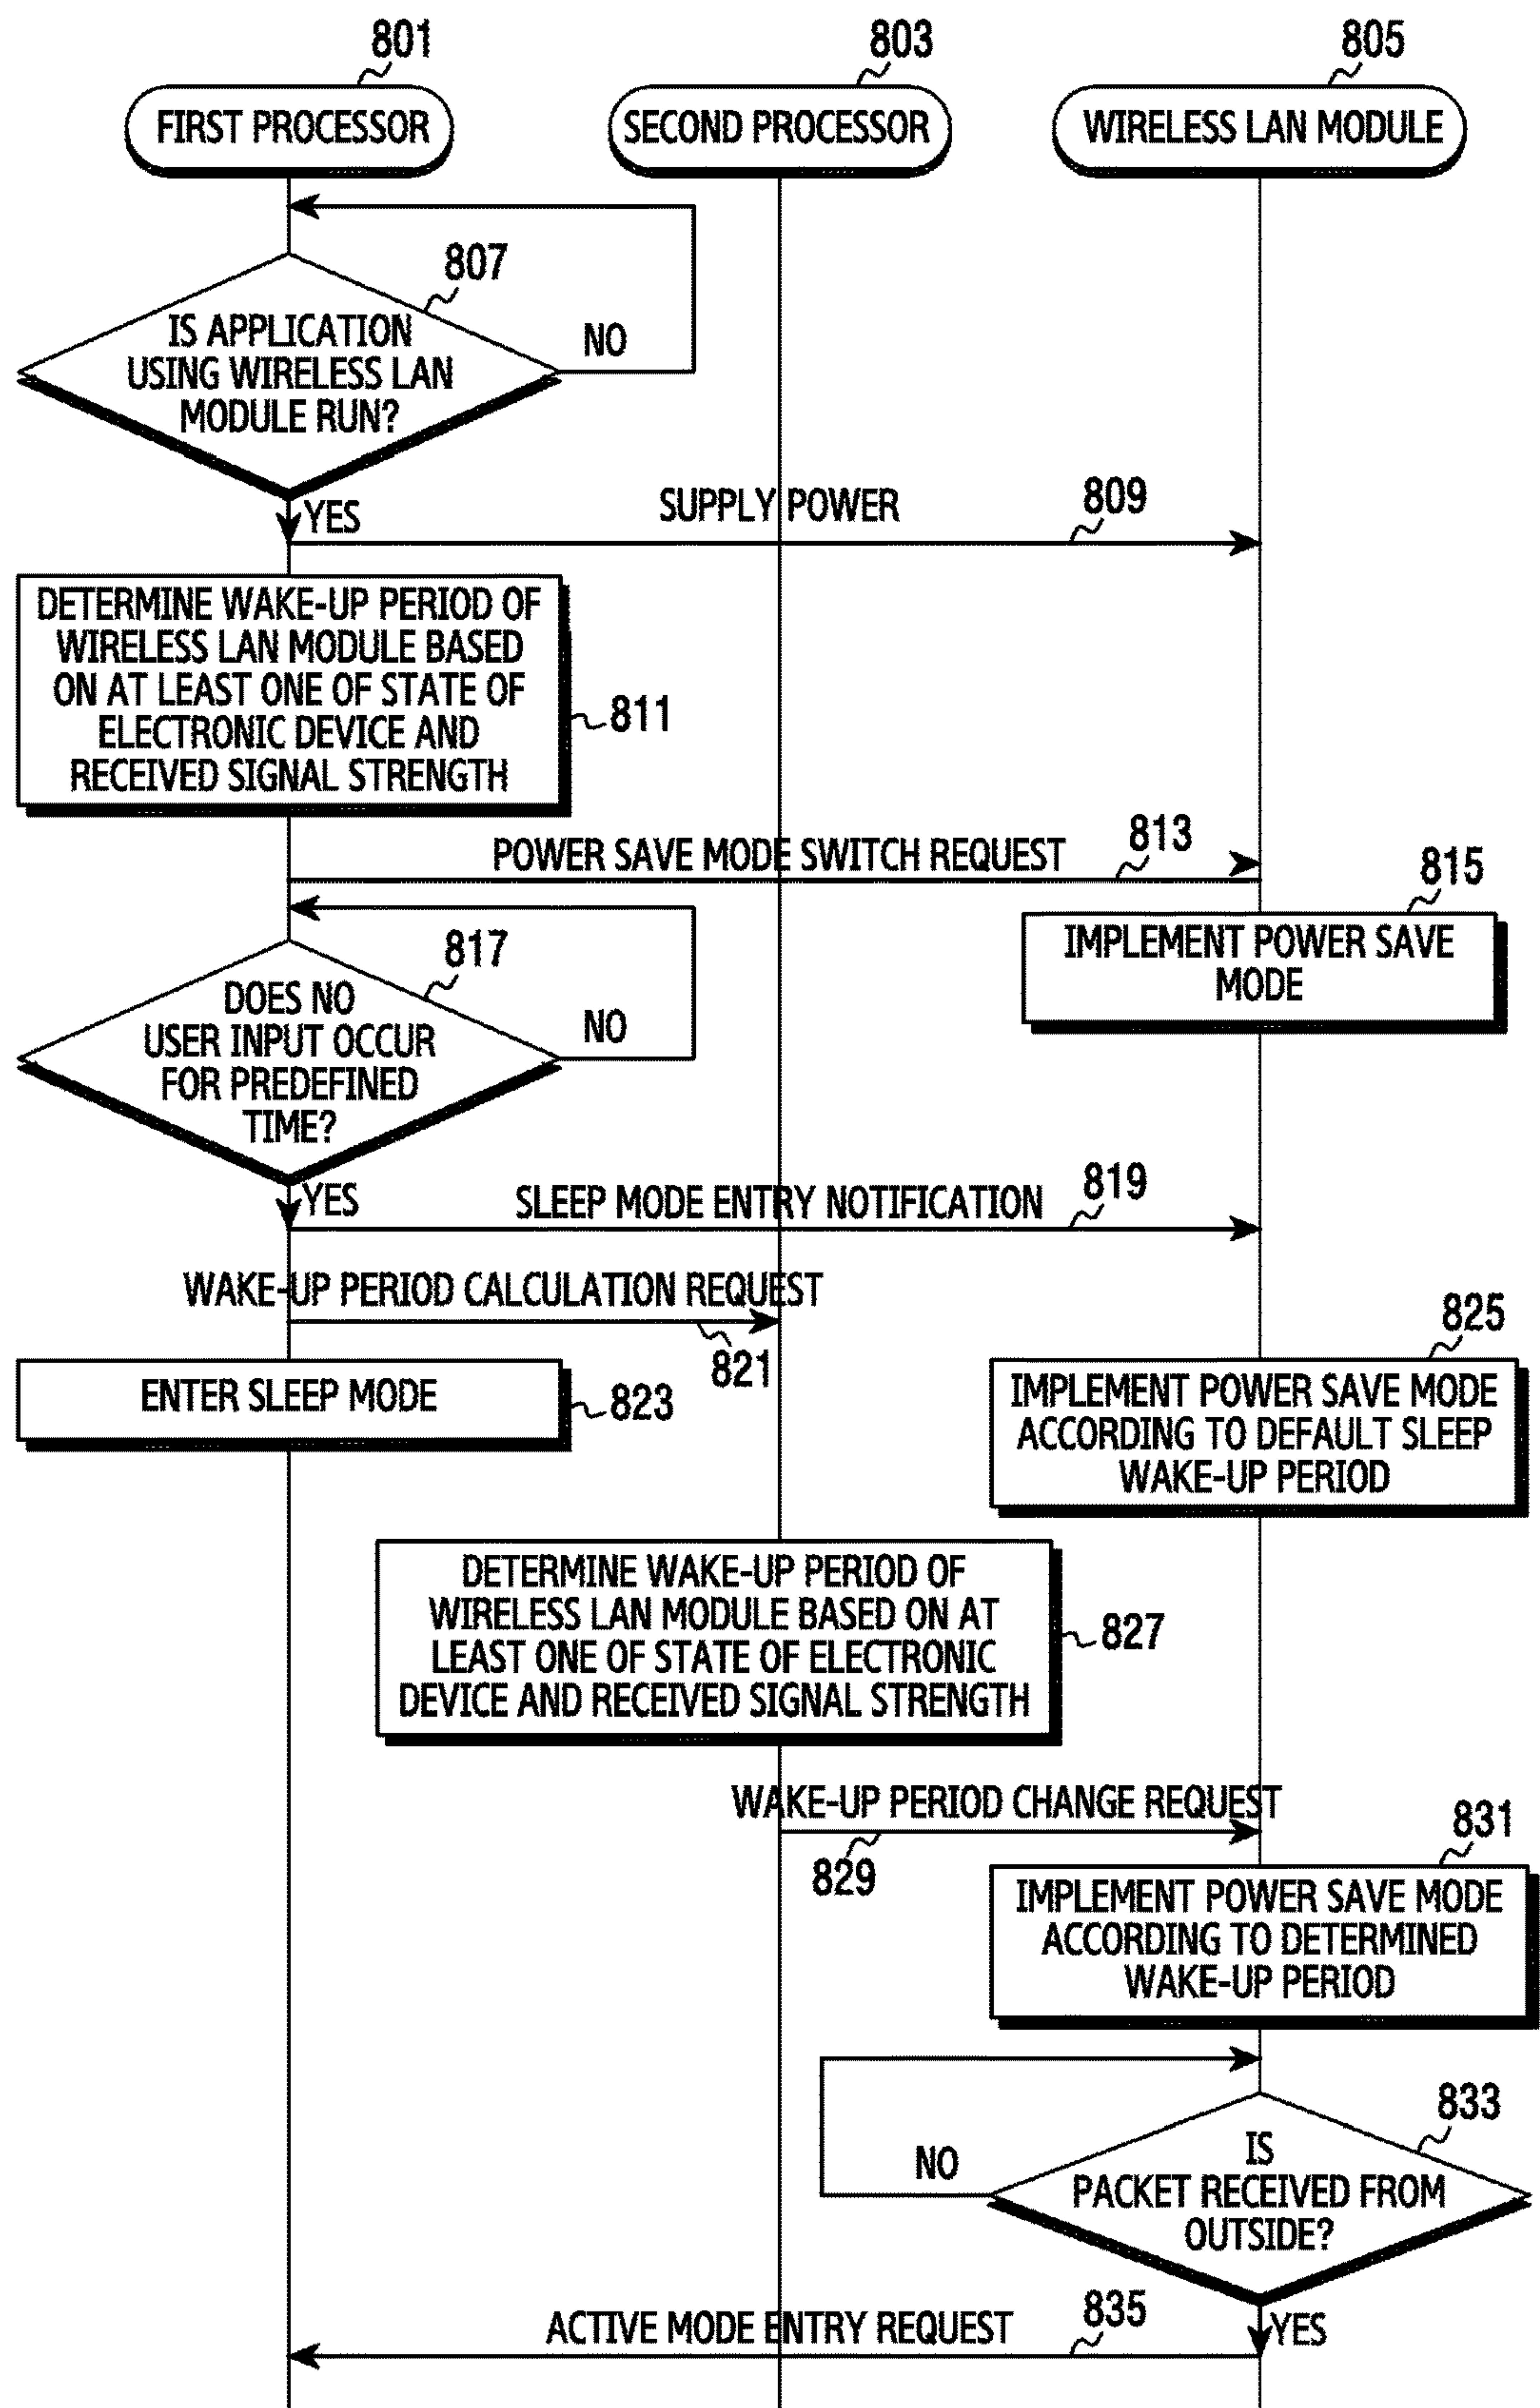 801
803
805
FIRST PROCESSOR
SECOND PROCESSOR
WIRELESS LAN MODULE
807
IS APPLICATION
USING WIRELESS LAN
MODULE RUN?
NO
YES
SUPPLY POWER
809
DETERMINE WAKE-UP PERIOD OF
WIRELESS LAN MODULE BASED
ON AT LEAST ONE OF STATE OF
ELECTRONIC DEVICE AND
RECEIVED SIGNAL STRENGTH
811
POWER SAVE MODE SWITCH REQUEST
813
815
IMPLEMENT POWER SAVE
MODE
817
DOES NO
USER INPUT OCCUR
FOR PREDEFINED
TIME?
NO
YES
SLEEP MODE ENTRY NOTIFICATION
819
WAKE-UP PERIOD CALCULATION REQUEST
821
ENTER SLEEP MODE
823
825
IMPLEMENT POWER SAVE MODE
ACCORDING TO DEFAULT SLEEP
WAKE-UP PERIOD
DETERMINE WAKE-UP PERIOD OF
WIRELESS LAN MODULE BASED ON AT
LEAST ONE OF STATE OF ELECTRONIC
DEVICE AND RECEIVED SIGNAL STRENGTH
827
WAKE-UP PERIOD CHANGE REQUEST
829
831
IMPLEMENT POWER SAVE MODE
ACCORDING TO DETERMINED
WAKE-UP PERIOD
833
IS
PACKET RECEIVED FROM
OUTSIDE?
NO
YES
ACTIVE MODE ENTRY REQUEST
835